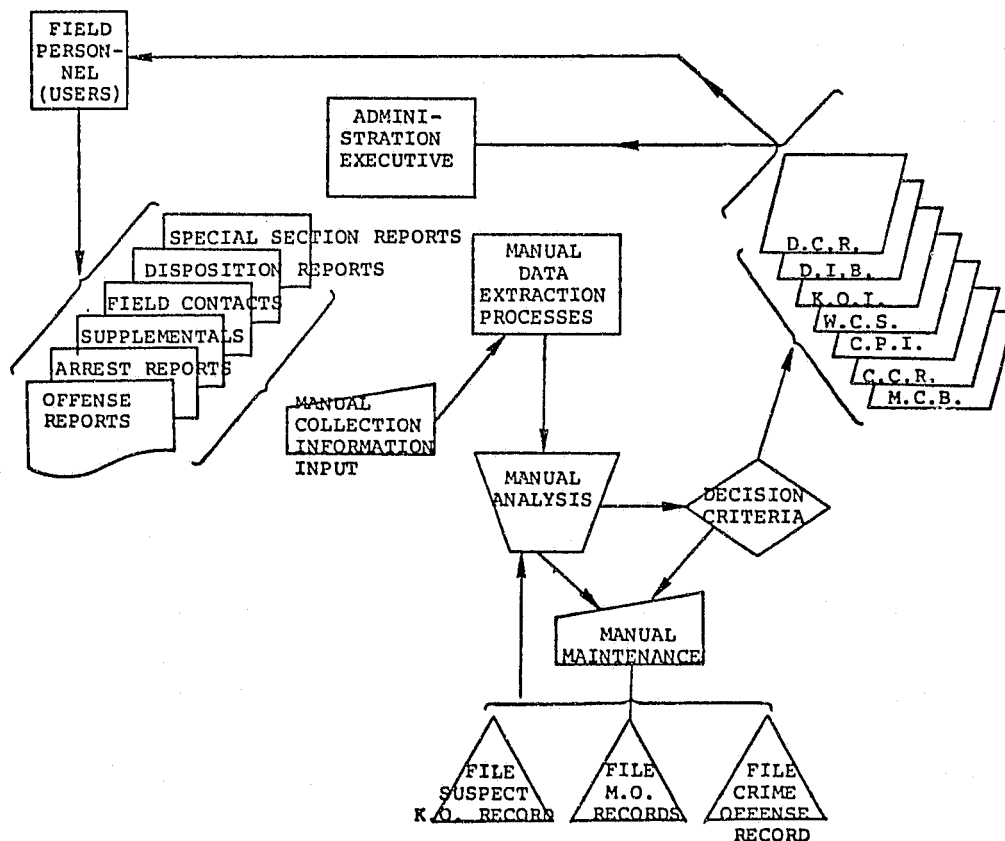 FIELD
PERSON-
NEL
(USERS)
ADMINI-
STRATION
EXECUTIVE
SPECIAL SECTION REPORTS
DISPOSITION REPORTS
FIELD CONTACTS
SUPPLEMENTALS
ARREST REPORTS
OFFENSE
REPORTS
MANUAL
DATA
EXTRACTION
PROCESSES
MANUAL
COLLECTION
INFORMATION
INPUT
D.C.R.
D.I.B.
K.O.I.
W.C.S.
C.P.I.
C.C.R.
M.C.B.
MANUAL
ANALYSIS
DECISION
CRITERIA
MANUAL
MAINTENANCE
FILE
SUSPECT
K.O. RECORD
FILE
M.O.
RECORDS
FILE
CRIME
OFFENSE
RECORD